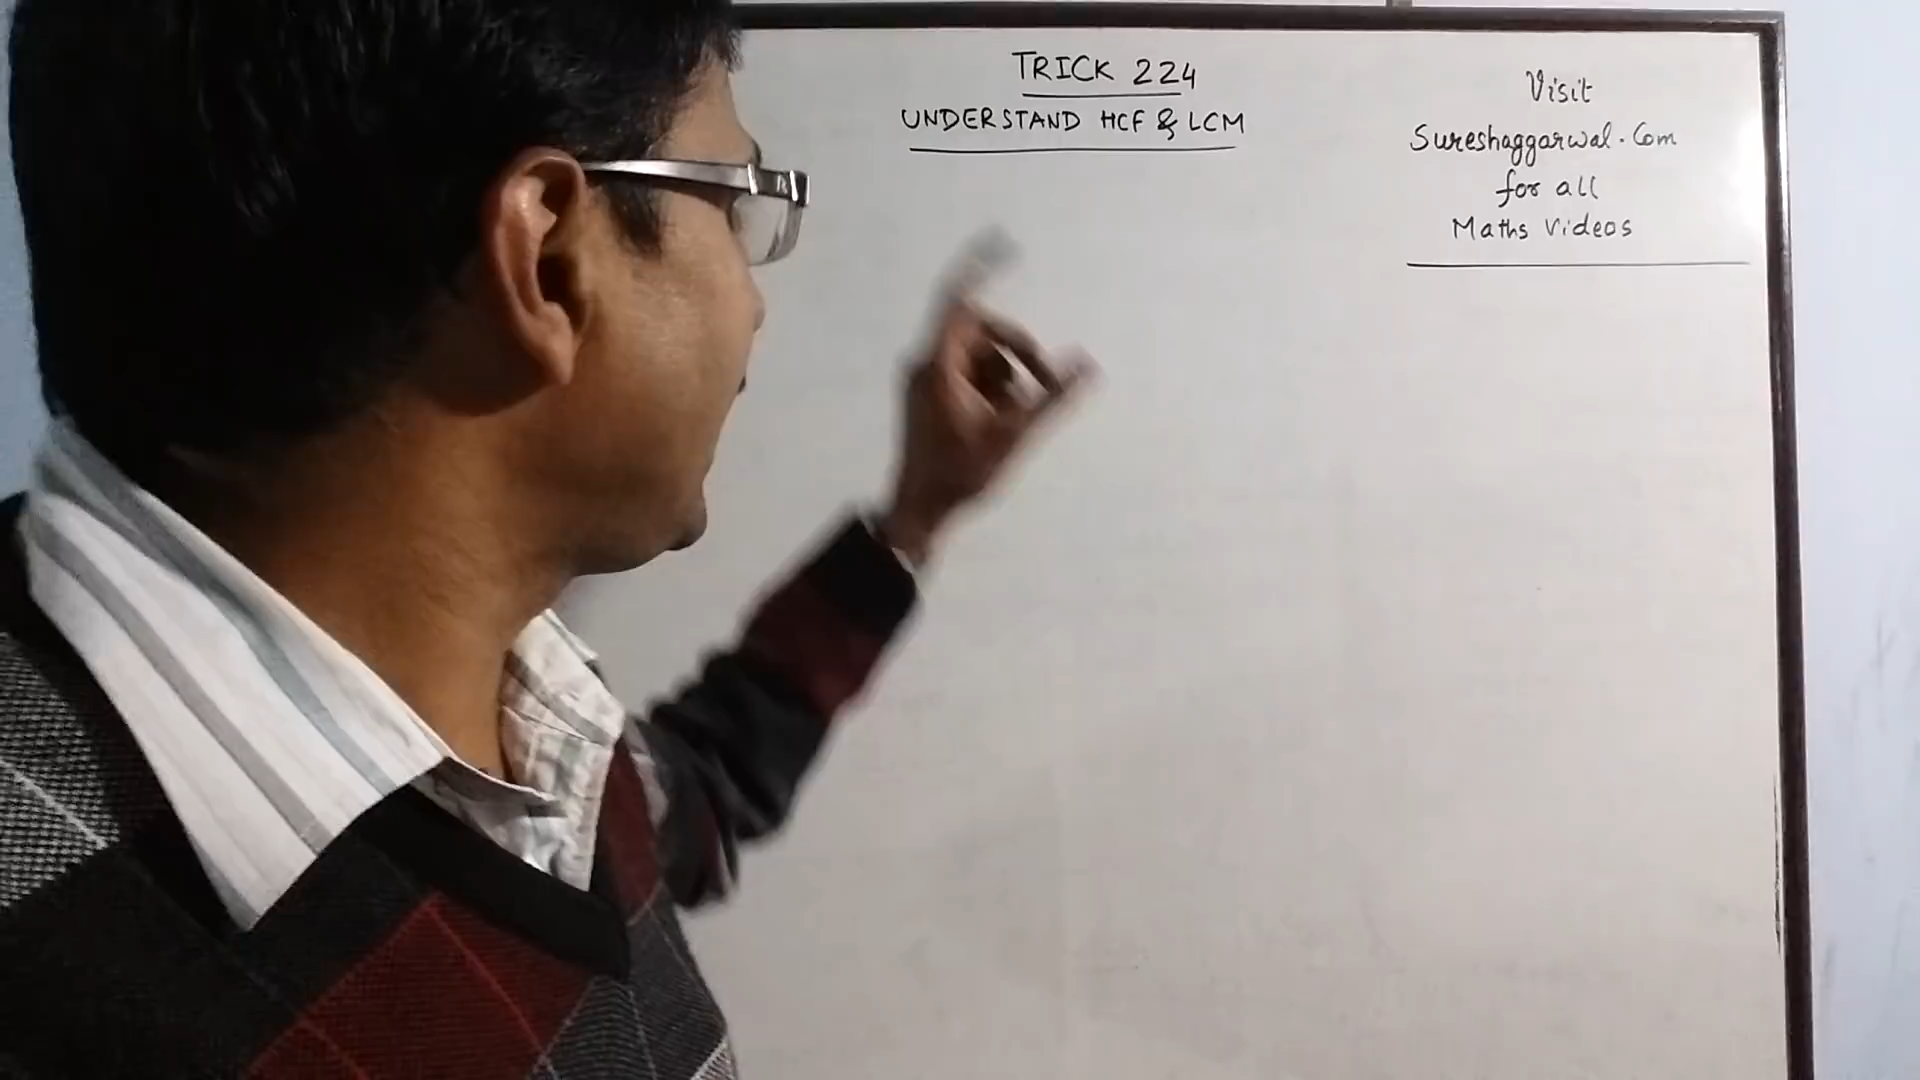 TRICK 224
UNDERSTAND HCF & LCM
Visit
Sureshaggarwal.Com
for all
Maths Videos